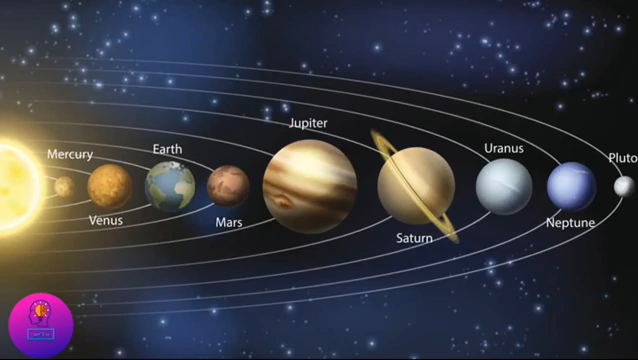 Mercury
Venus
Earth
Mars
Jupiter
Saturn
Uranus
Neptune
Pluto